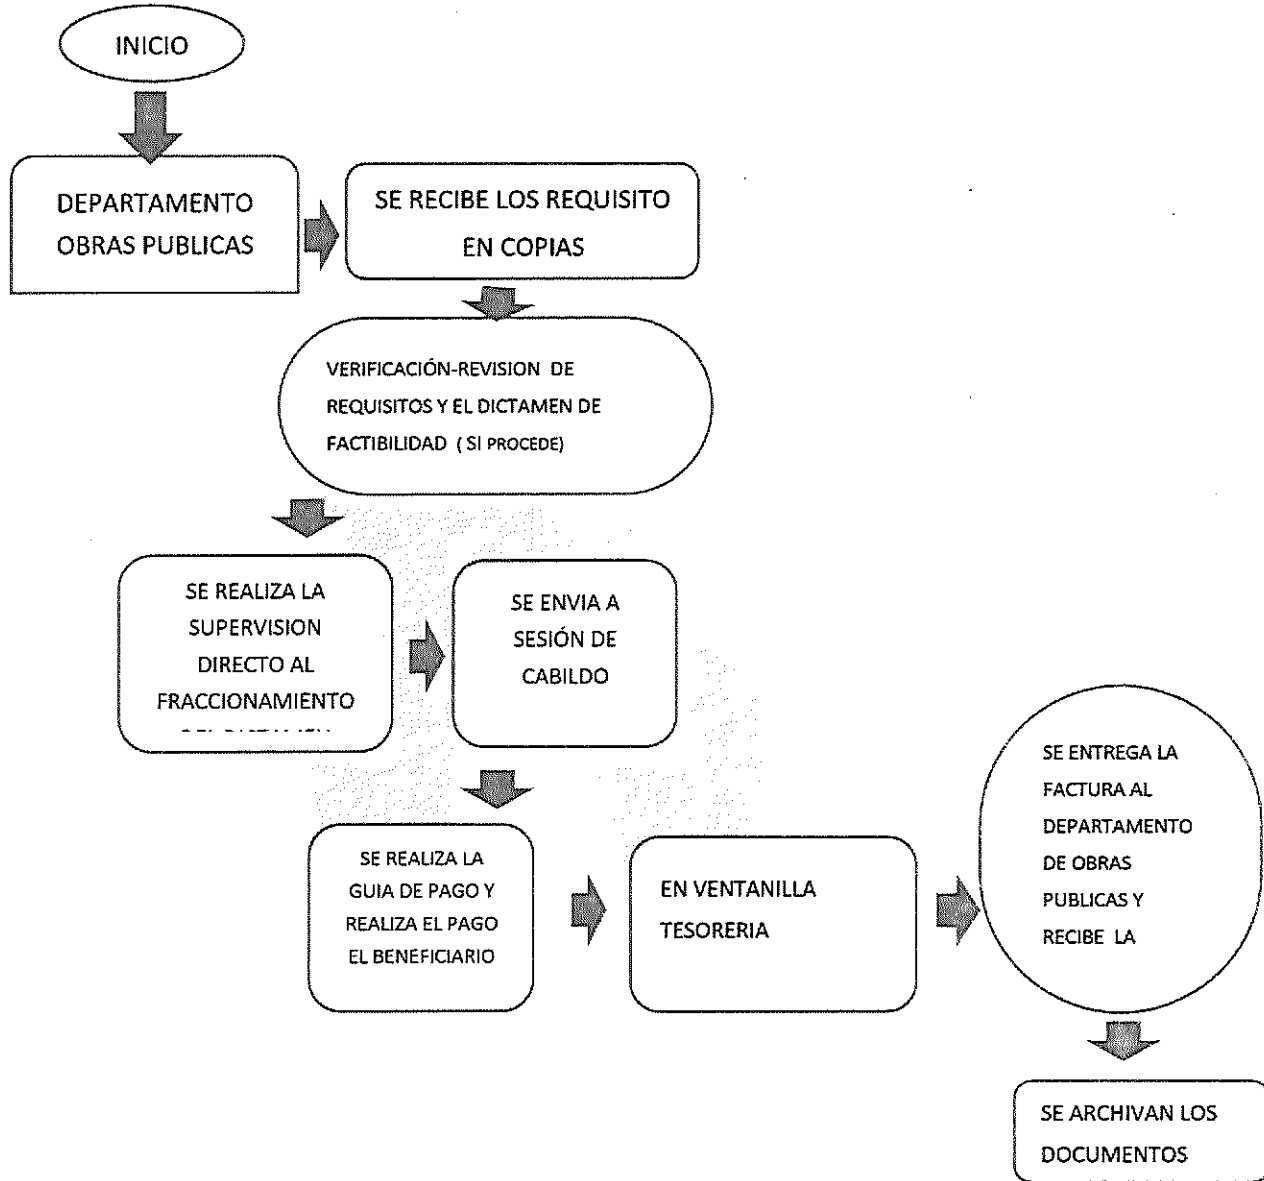 INICIO
DEPARTAMENTO
OBRAS PUBLICAS
SE RECIBE LOS REQUISITO
EN COPIAS
VERIFICACIÓN-REVISION DE
REQUISITOS Y EL DICTAMEN DE
FACTIBILIDAD ( SI PROCEDE)
SE REALIZA LA
SUPERVISION
DIRECTO AL
FRACCIONAMIENTO
SE ENVIA A
SESIÓN DE
CABILDO
SE REALIZA LA
GUIA DE PAGO Y
REALIZA EL PAGO
EL BENEFICIARIO
EN VENTANILLA
TESORERIA
SE ENTREGA LA
FACTURA AL
DEPARTAMENTO
DE OBRAS
PUBLICAS Y
RECIBE LA
SE ARCHIVAN LOS
DOCUMENTOS